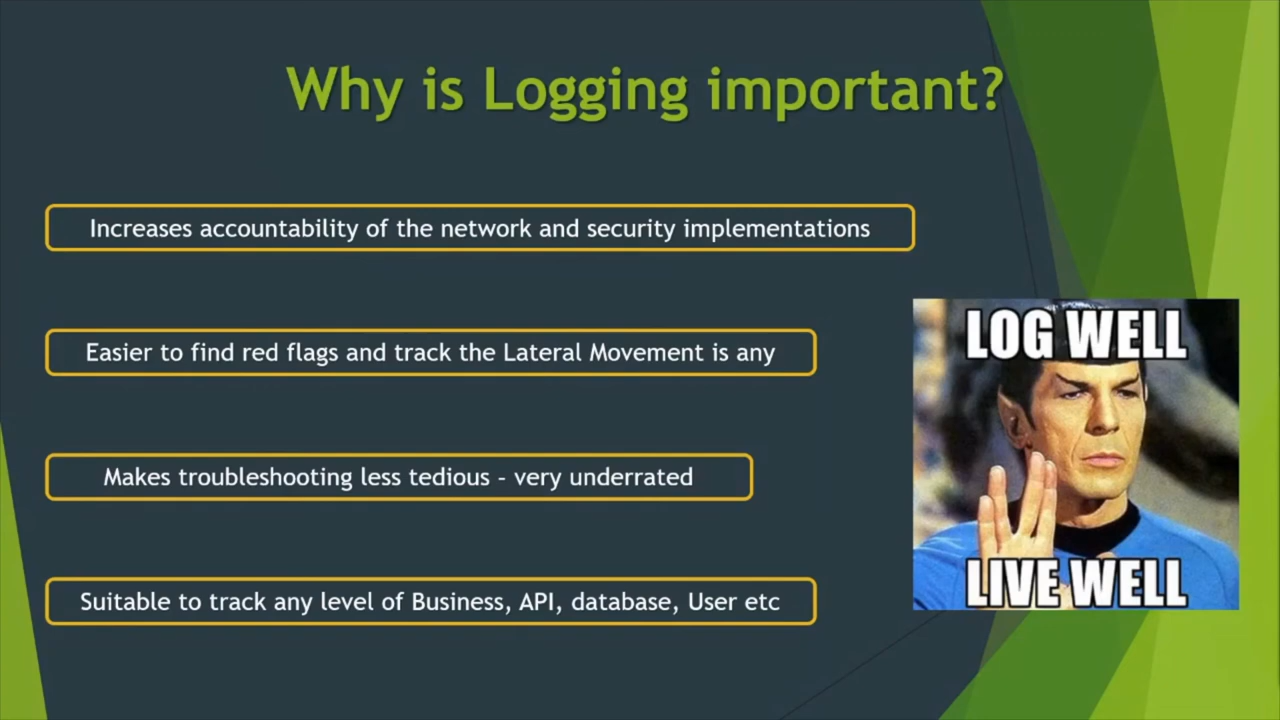 Why is Logging important?
Increases accountability of the network and security implementations
Easier to find red flags and track the Lateral Movement is any
Makes troubleshooting less tedious – very underrated
Suitable to track any level of Business, API, database, User etc
LOG WELL
LIVE WELL